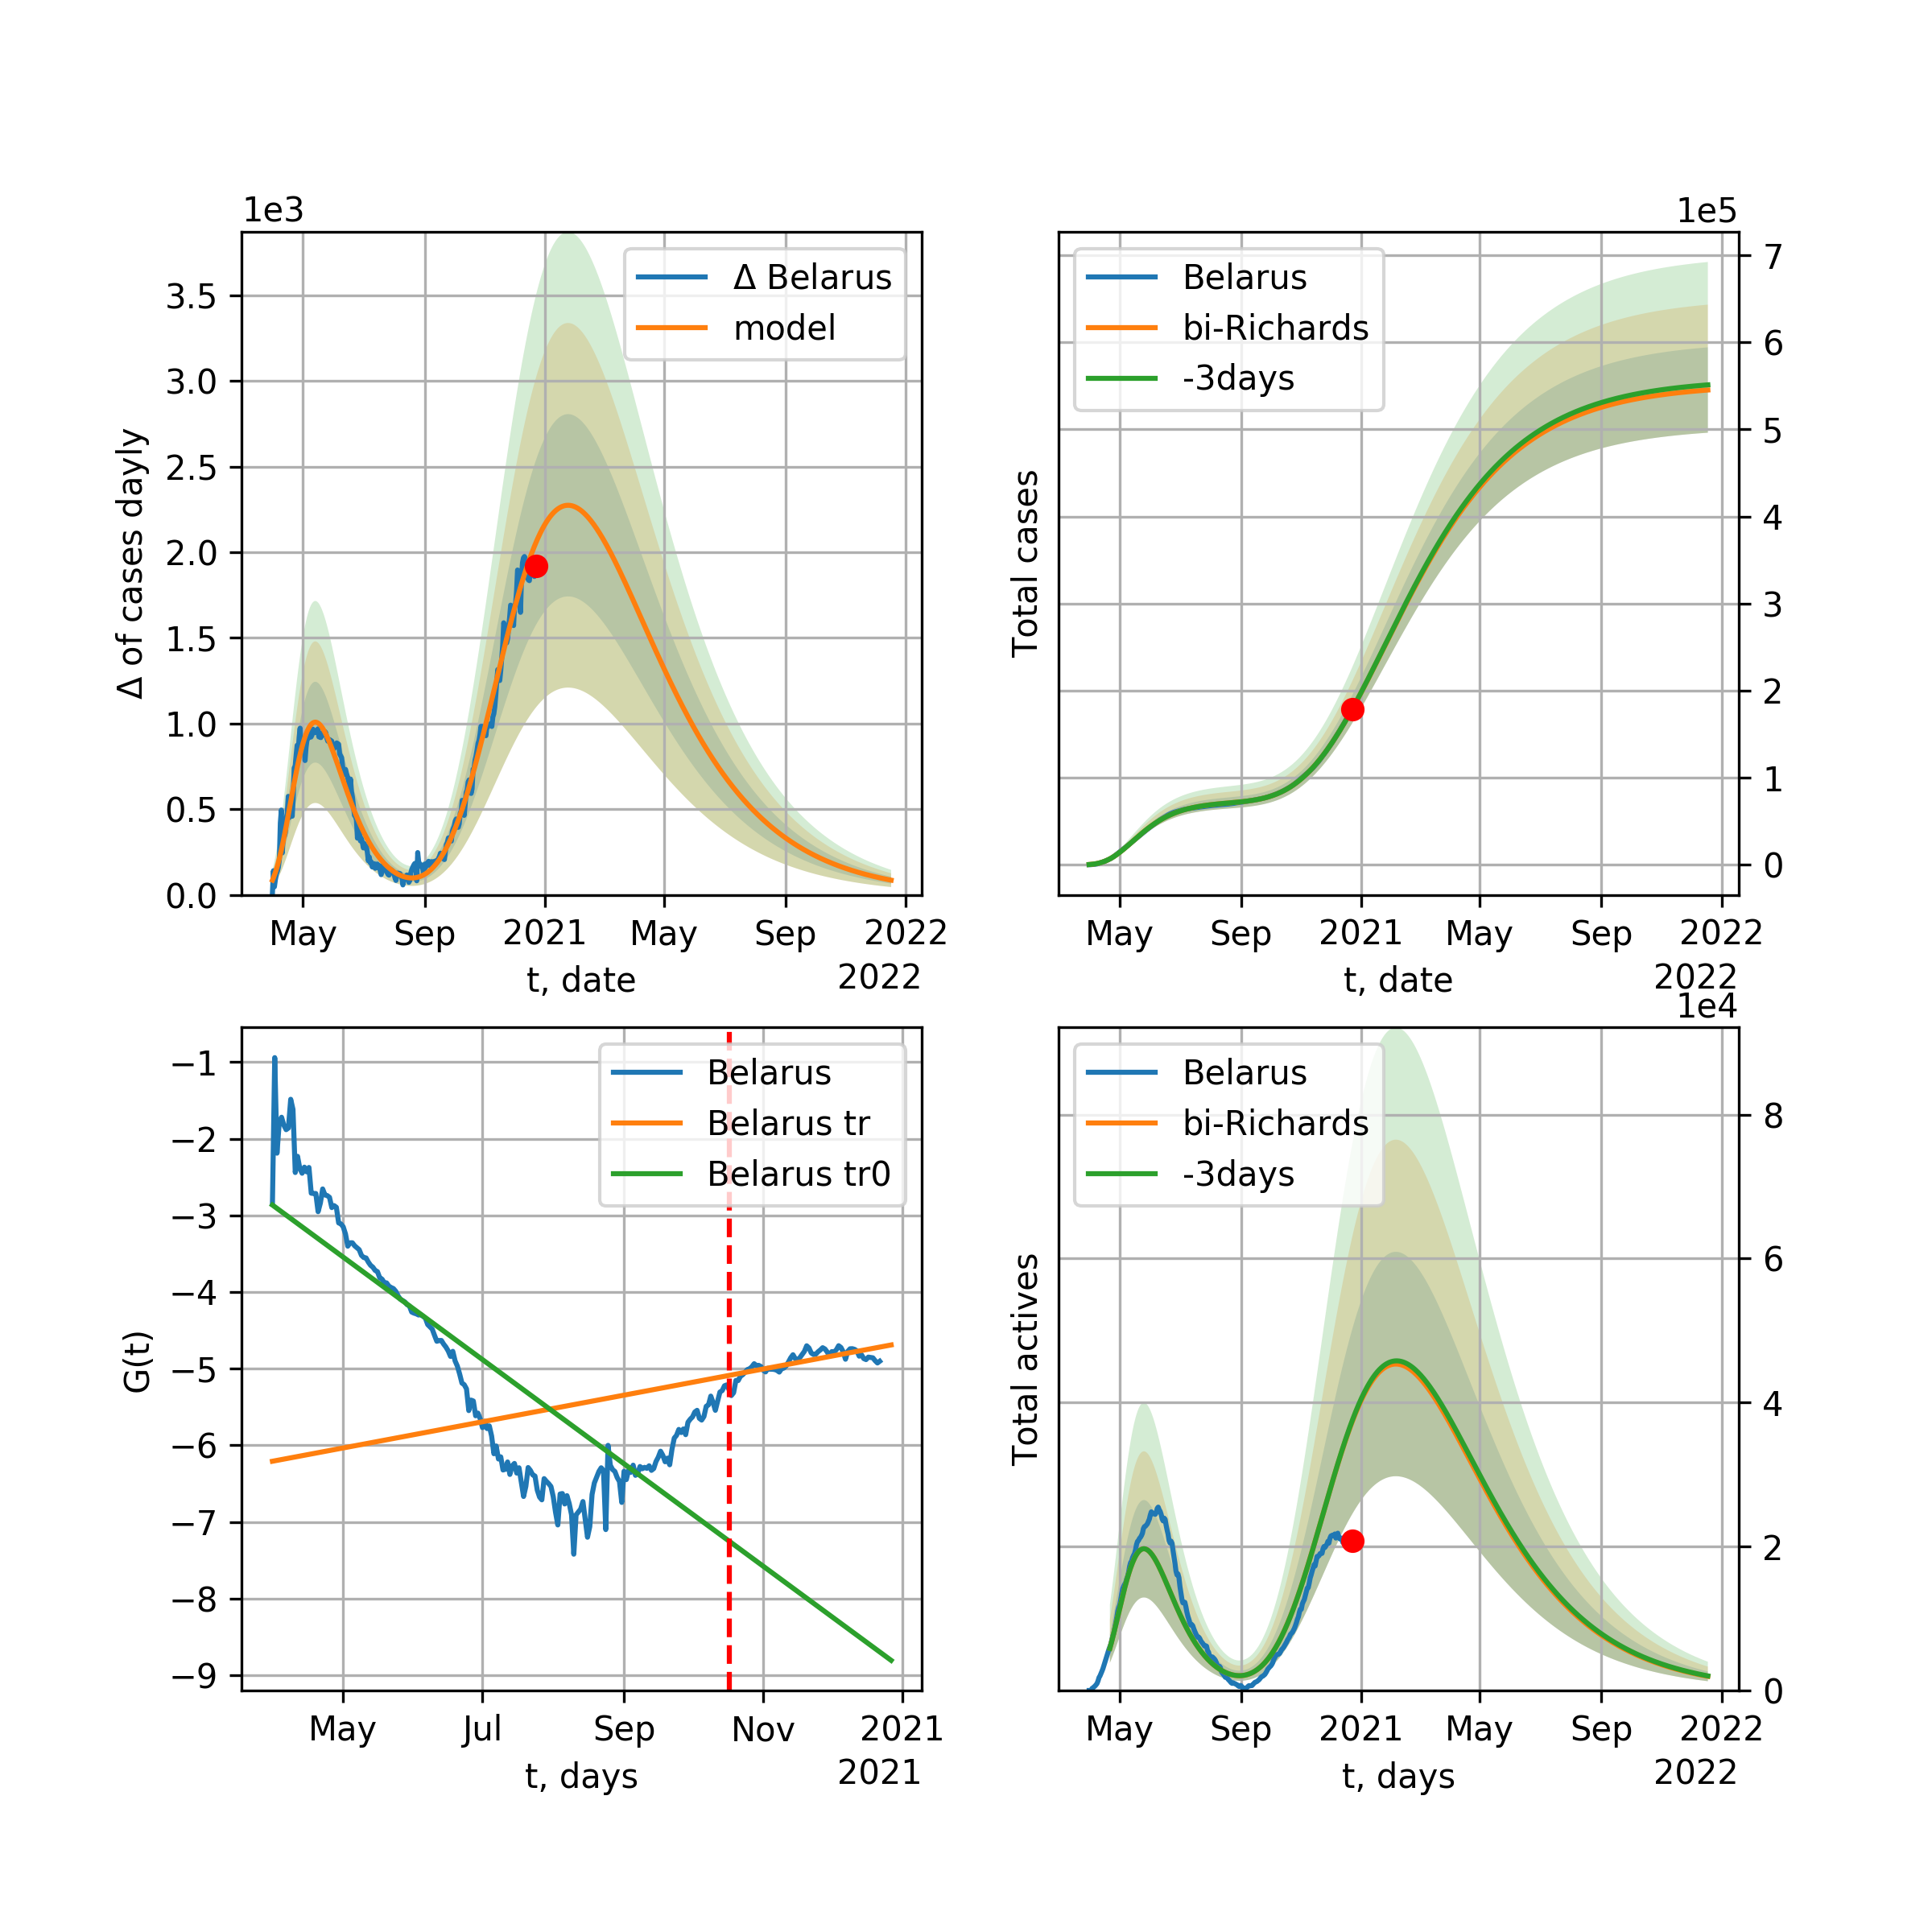 1e3
Δ of cases dayly
3.5
3.0
2.5
2.0
1.5
1.0
0.5
0.0
Δ Belarus
model
May Sep 2021 May Sep 2022
t, date
2022
1e5
Total cases
Belarus
bi-Richards
-3days
7
6
5
4
3
2
1
0
May Sep 2021 May Sep 2022
t, date
2022
G(t)
−1
−2
−3
−4
−5
−6
−7
−8
−9
Belarus
Belarus tr
Belarus tr0
May Jul Sep Nov 2021
t, days
2021
1e4
Total actives
Belarus
bi-Richards
-3days
8
6
4
2
0
May Sep 2021 May Sep 2022
t, days
2022